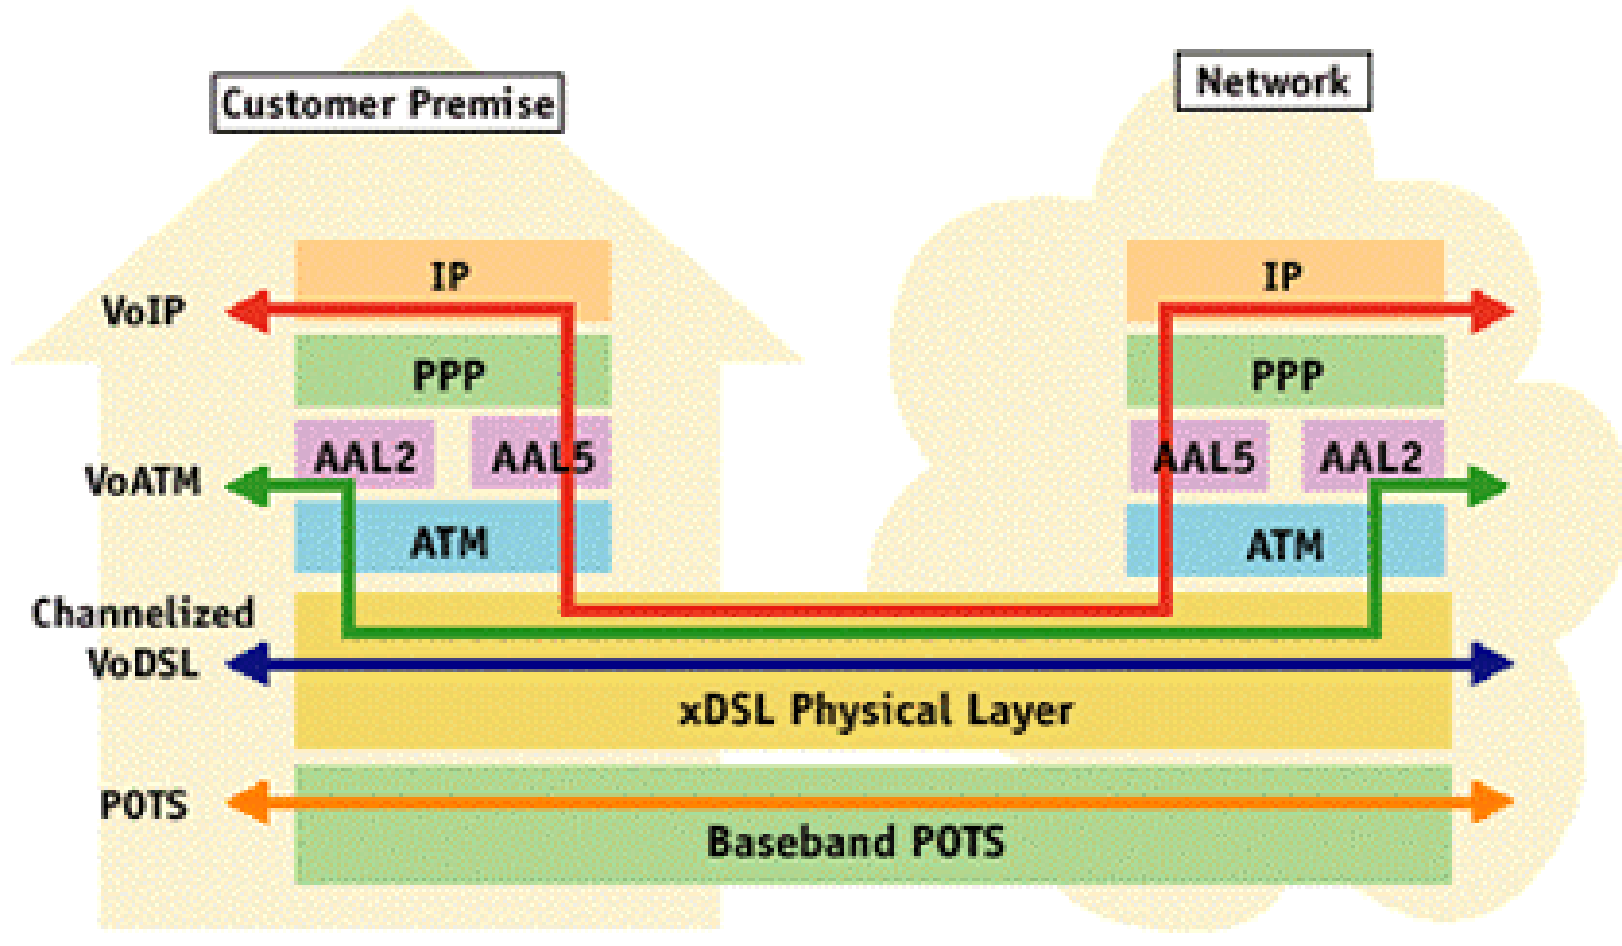 Customer Premise
Network
IP
IP
VoIP
PPP
PPP
AAL2 AAL5
AAL5 AAL2
VoATM
ATM
ATM
Channelized
VoDSL
xDSL Physical Layer
POTS
Baseband POTS